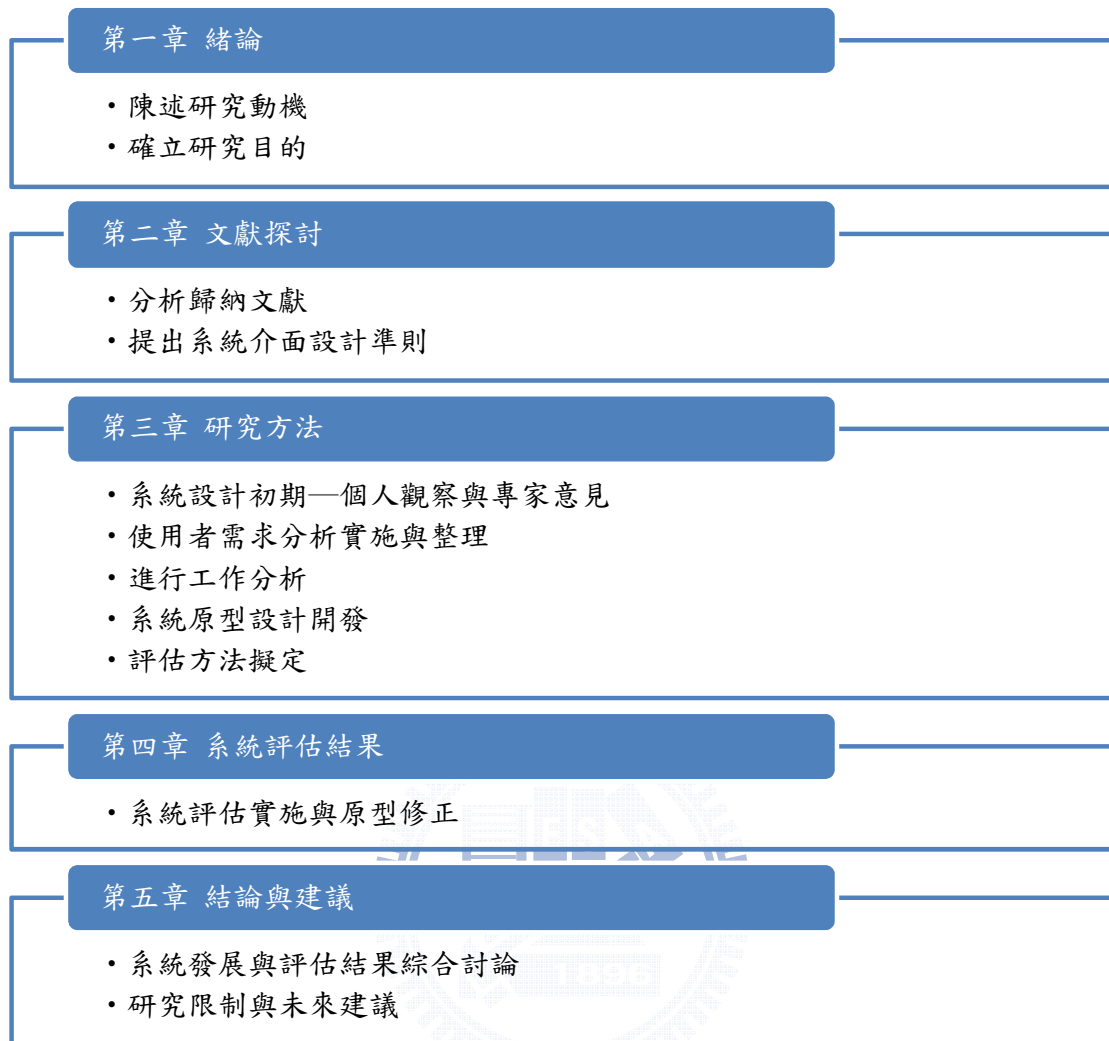 第一章 緒論
・陳述研究動機
・確立研究目的
第二章 文獻探討
・分析歸納文獻
・提出系統介面設計準則
第三章 研究方法
・系統設計初期─個人觀察與專家意見
・使用者需求分析實施與整理
・進行工作分析
・系統原型設計開發
・評估方法擬定
第四章 系統評估結果
・系統評估實施與原型修正
第五章 結論與建議
・系統發展與評估結果綜合討論
1896
・研究限制與未來建議